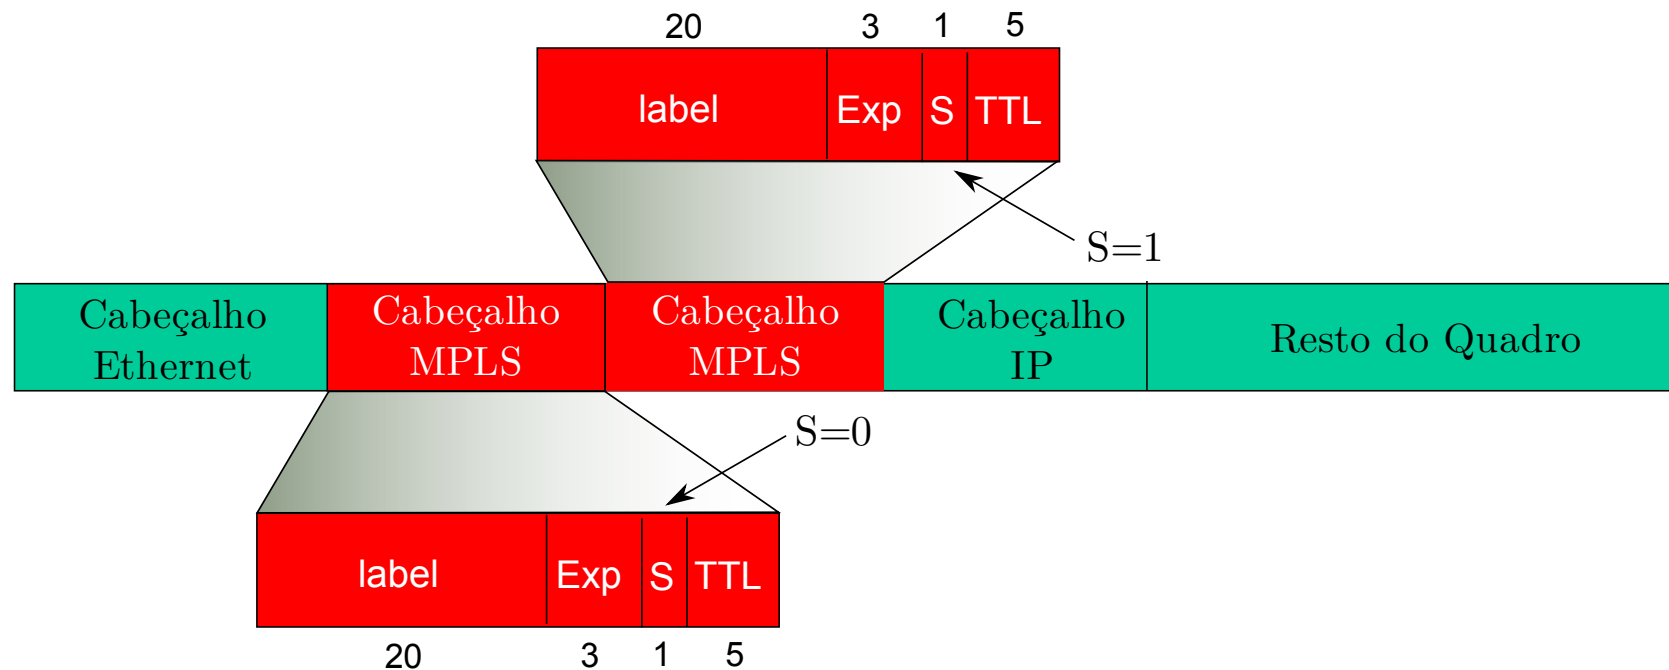 20 3 1 5
label Exp S TTL
S=1
Cabeçalho Ethernet
Cabeçalho MPLS
Cabeçalho MPLS
Cabeçalho IP
Resto do Quadro
S=0
label Exp S TTL
20 3 1 5